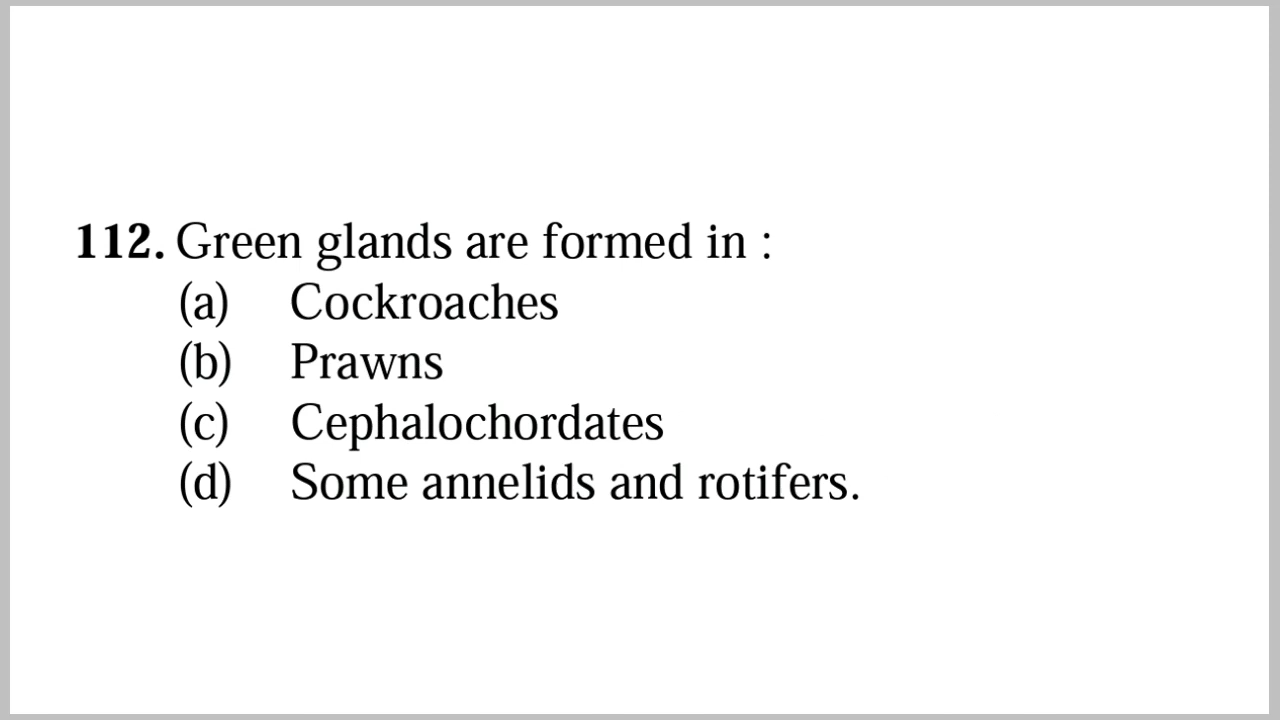 112. Green glands are formed in :
(a) Cockroaches
(b) Prawns
(c) Cephalochordates
(d) Some annelids and rotifers.